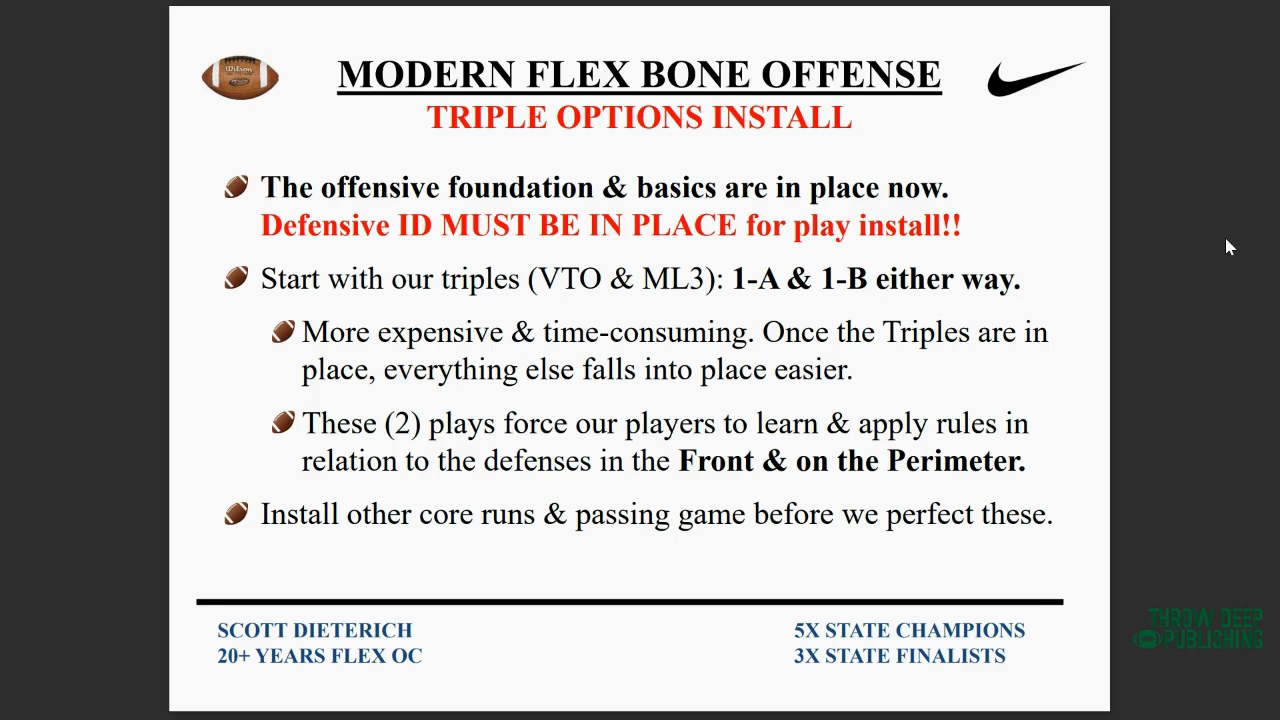 MODERN FLEX BONE OFFENSE
TRIPLE OPTIONS INSTALL
The offensive foundation & basics are in place now.
Defensive ID MUST BE IN PLACE for play install!!
Start with our triples (VTO & ML3): 1-A & 1-B either way.
More expensive & time-consuming. Once the Triples are in
place, everything else falls into place easier.
These (2) plays force our players to learn & apply rules in
relation to the defenses in the Front & on the Perimeter.
Install other core runs & passing game before we perfect these.
SCOTT DIETERICH
20+ YEARS FLEX OC
5X STATE CHAMPIONS
3X STATE FINALISTS
THROW DEEP
PUBLISHING
Wilson